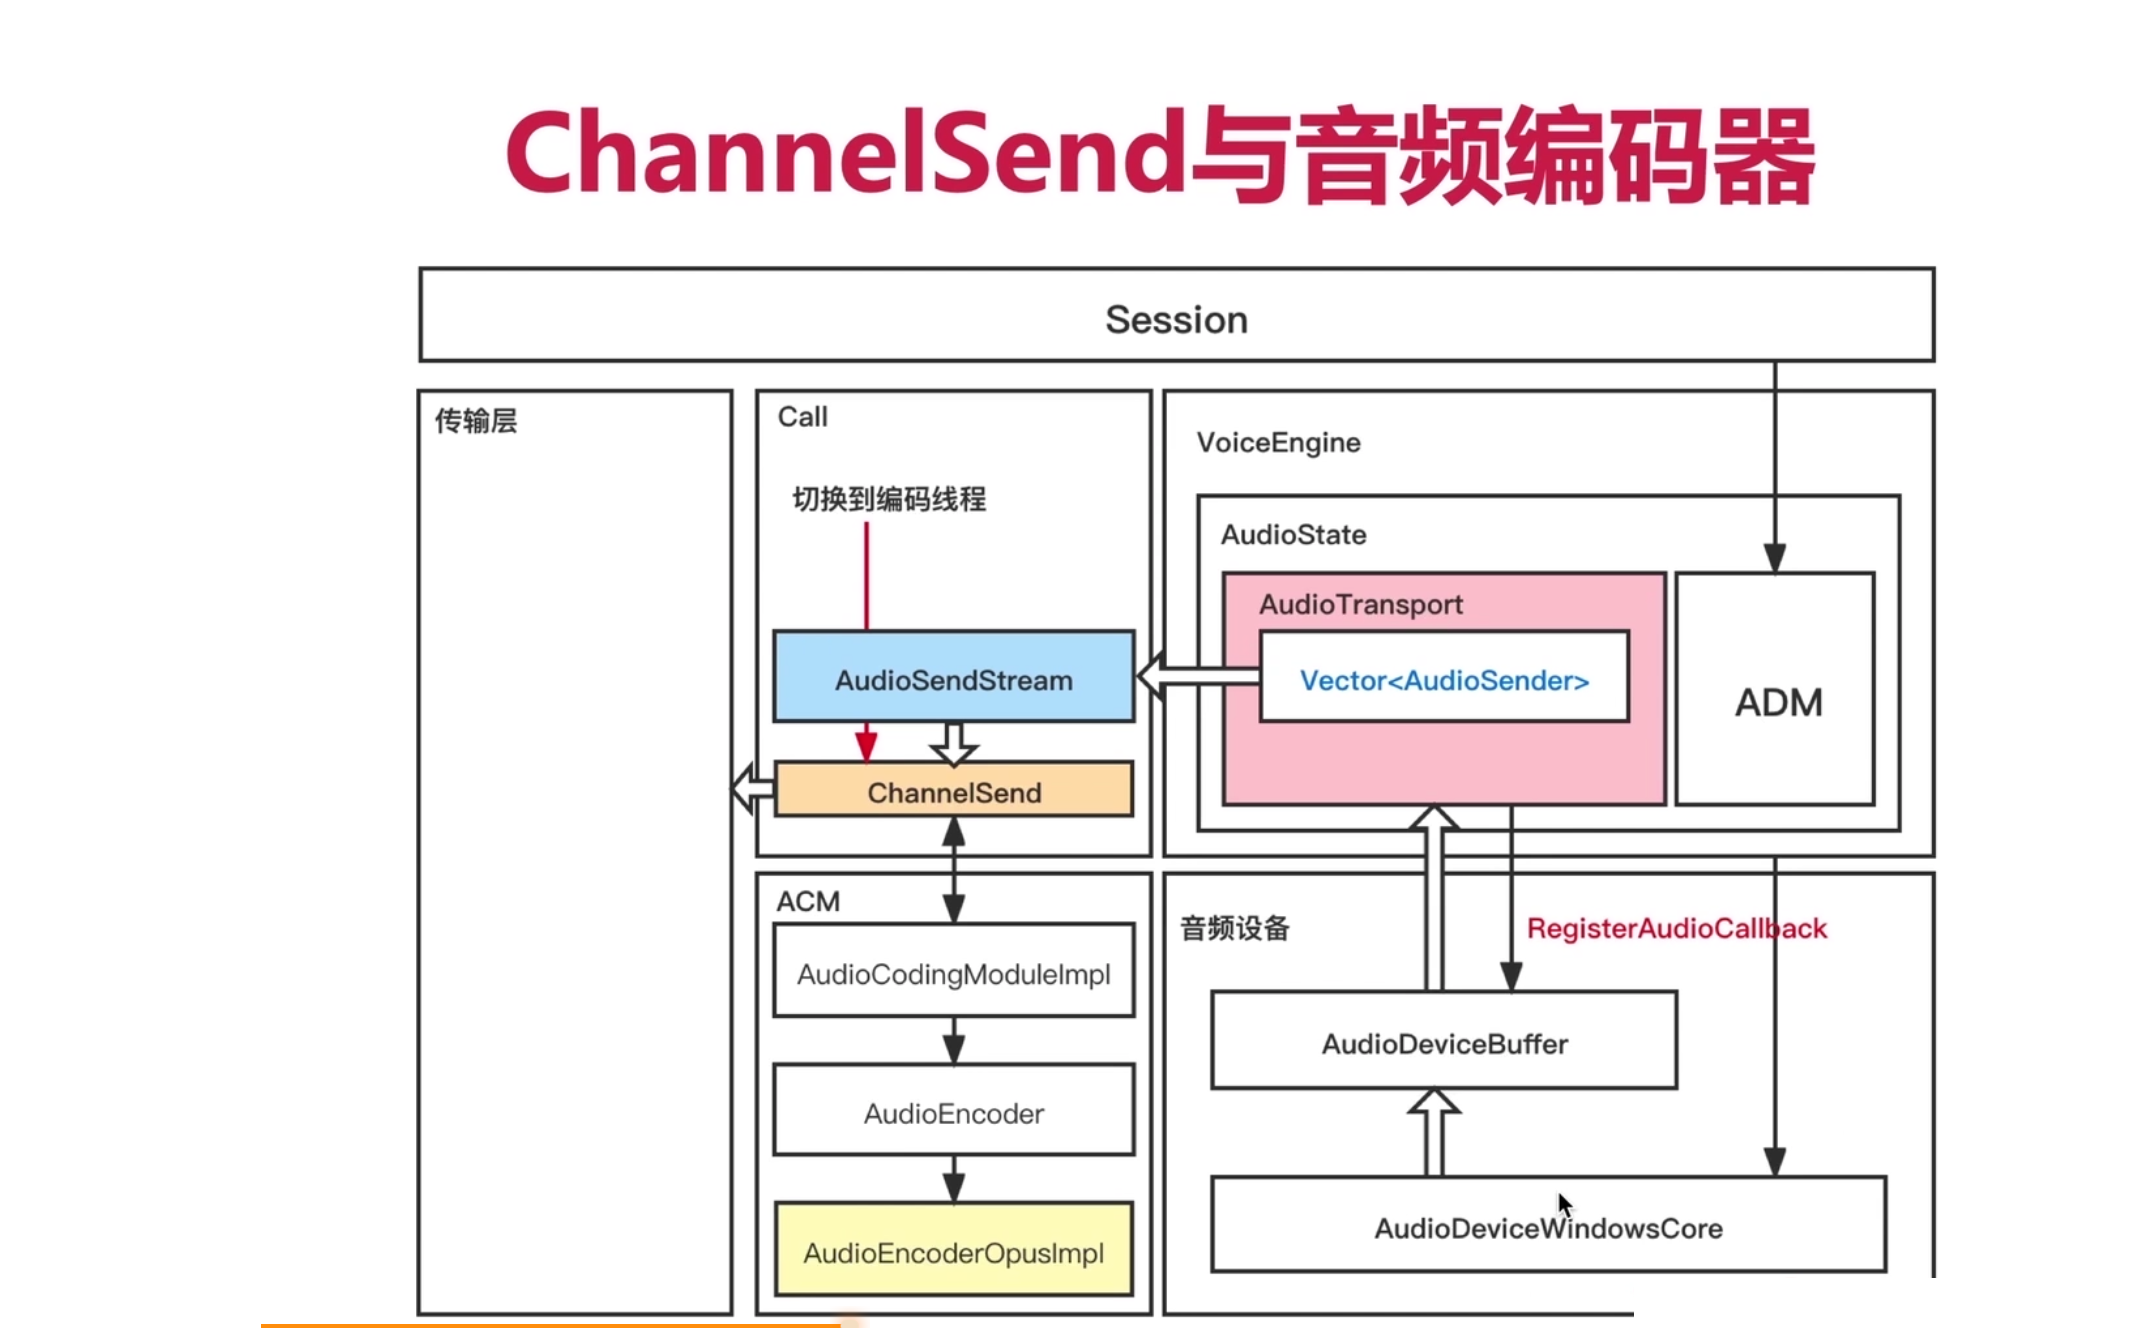 ChannelSend与音频编码器
Session
传输层
Call
切换到编码线程
AudioSendStream
ChannelSend
VoiceEngine
AudioState
AudioTransport
Vector<AudioSender>
ADM
ACM
AudioCodingModuleImpl
AudioEncoder
AudioEncoderOpusImpl
音频设备
RegisterAudioCallback
AudioDeviceBuffer
AudioDeviceWindowsCore